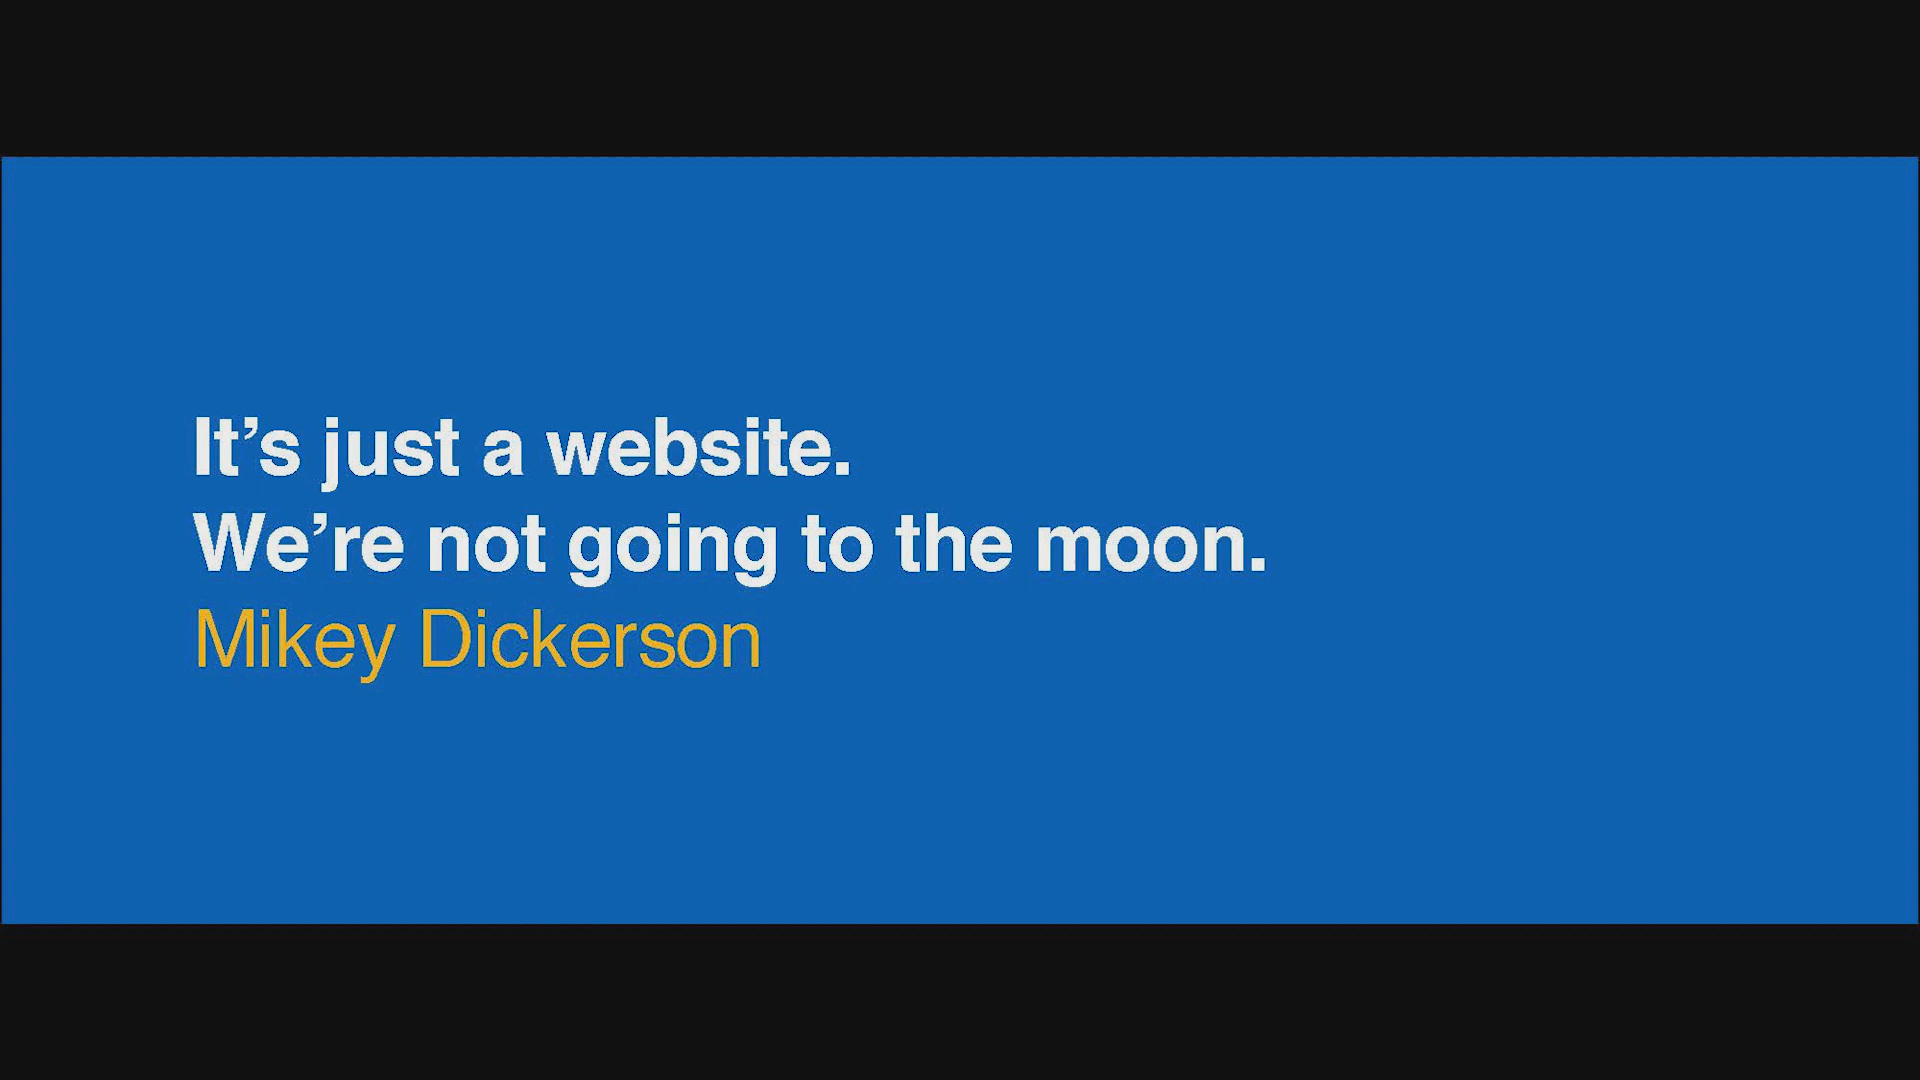 It’s just a website.
We’re not going to the moon.
Mikey Dickerson